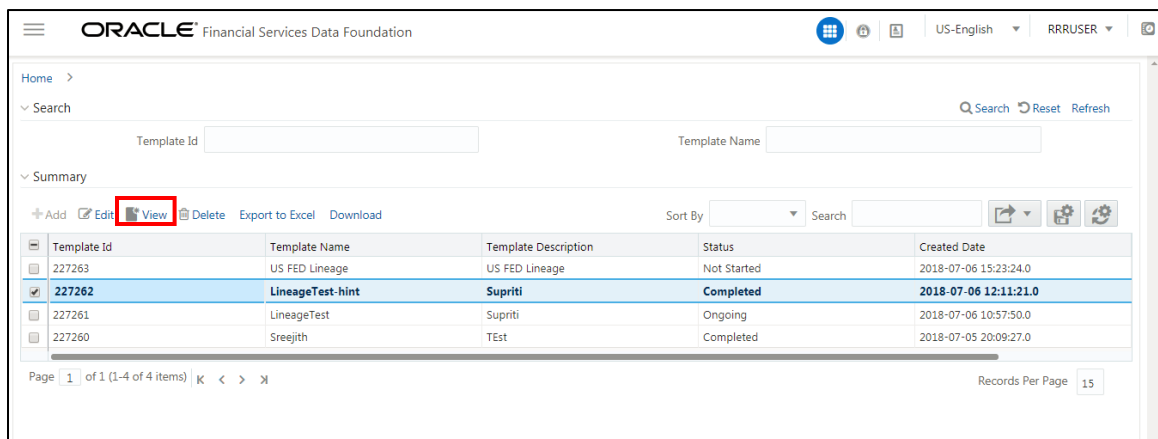 ORACLE® Financial Services Data Foundation US-English RRRUSER
Home >
Search Search Reset Refresh
Template Id Template Name
Summary
Add Edit View Delete Export to Excel Download Sort By Search
Template Id Template Name Template Description Status Created Date
227263 US FED Lineage US FED Lineage Not Started 2018-07-06 15:23:24.0
227262 LineageTest-hint Supriti Completed 2018-07-06 12:11:21.0
227261 LineageTest Supriti Ongoing 2018-07-06 10:57:50.0
227260 Sreejith TEst Completed 2018-07-05 20:09:27.0
Page 1 of 1 (1-4 of 4 items) Records Per Page 15